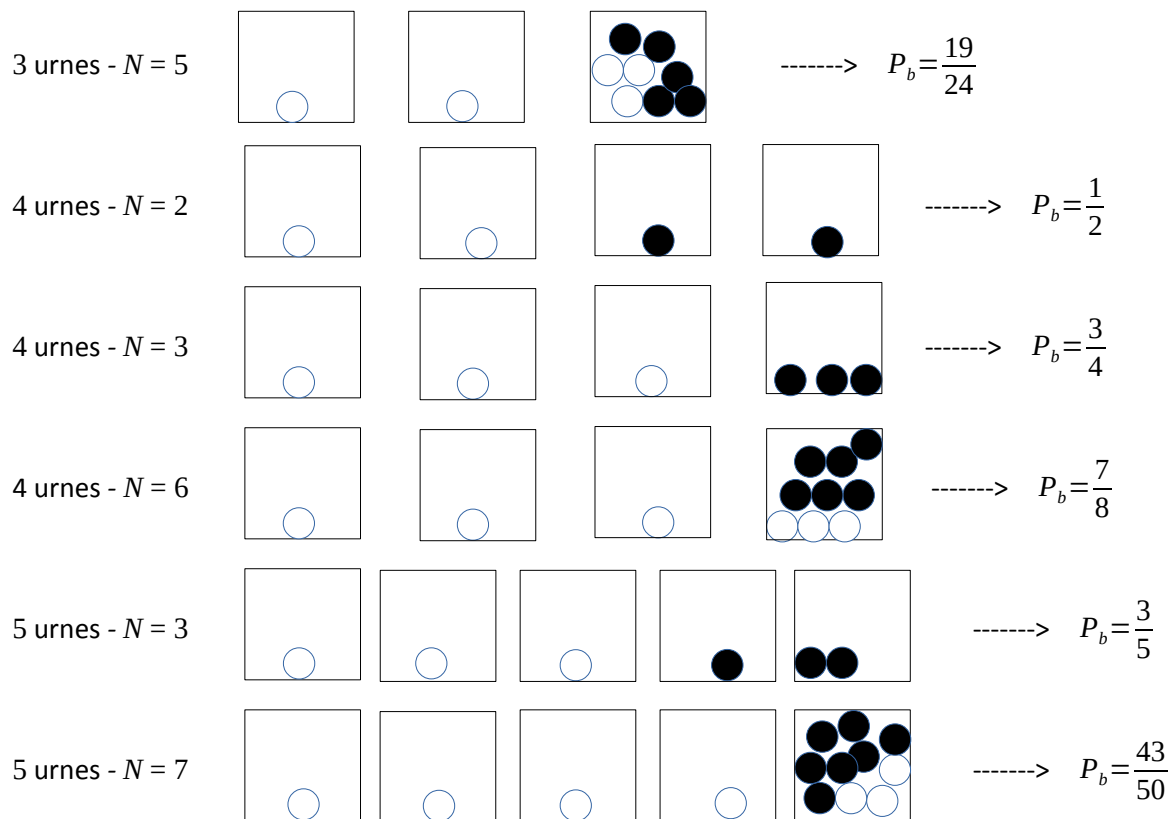 3 urnes - N = 5 -------> P_b = 19/24
4 urnes - N = 2 -------> P_b = 1/2
4 urnes - N = 3 -------> P_b = 3/4
4 urnes - N = 6 -------> P_b = 7/8
5 urnes - N = 3 -------> P_b = 3/5
5 urnes - N = 7 -------> P_b = 43/50